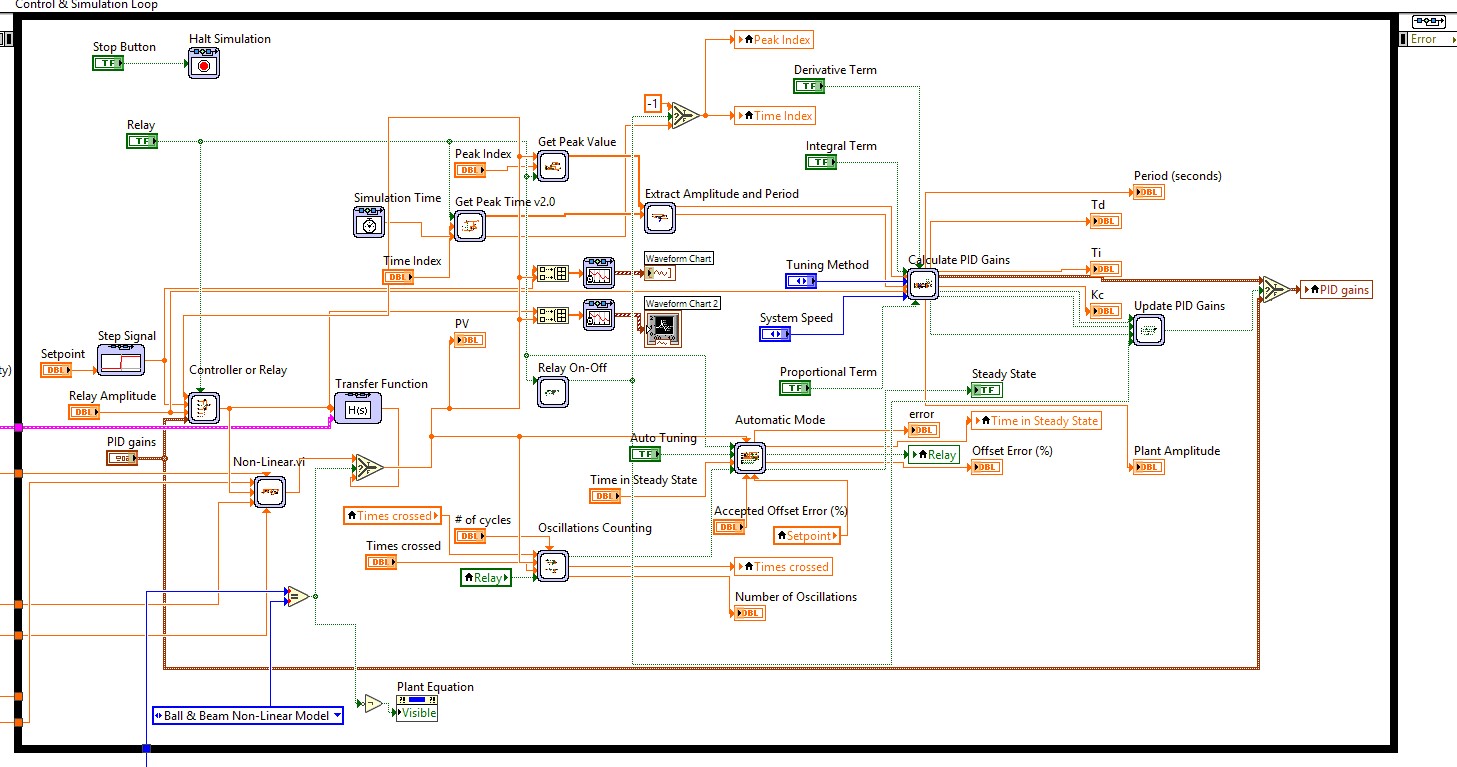 Control & Simulation Loop
Error
Stop Button
TF
Halt Simulation
Peak Index
Derivative Term
TF
-1
Time Index
Relay
TF
Get Peak Value
Peak Index
DBL
Integral Term
TF
Simulation Time
Get Peak Time v2.0
Extract Amplitude and Period
Period (seconds)
DBL
Td
DBL
Time Index
DBL
Waveform Chart
Tuning Method
Calculate PID Gains
Ti
DBL
PID gains
Waveform Chart 2
System Speed
Kc
DBL
Update PID Gains
PV
DBL
Step Signal
Setpoint
DBL
ty)
Controller or Relay
Relay On-Off
Proportional Term
TF
Steady State
TF
Relay Amplitude
DBL
Transfer Function
H(s)
PID gains
Automatic Mode
error
DBL
Time in Steady State
Auto Tuning
TF
Relay
Offset Error (%)
DBL
Plant Amplitude
DBL
Non-Linear.vi
Time in Steady State
DBL
Times crossed
# of cycles
DBL
Oscillations Counting
Accepted Offset Error (%)
DBL
Setpoint
Times crossed
DBL
Relay
Times crossed
Number of Oscillations
DBL
=
Plant Equation
Visible
Ball & Beam Non-Linear Model